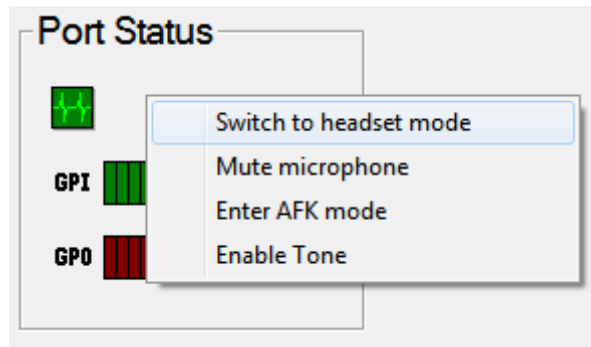 Port Status
Switch to headset mode
Mute microphone
GPI
Enter AFK mode
GPO
Enable Tone